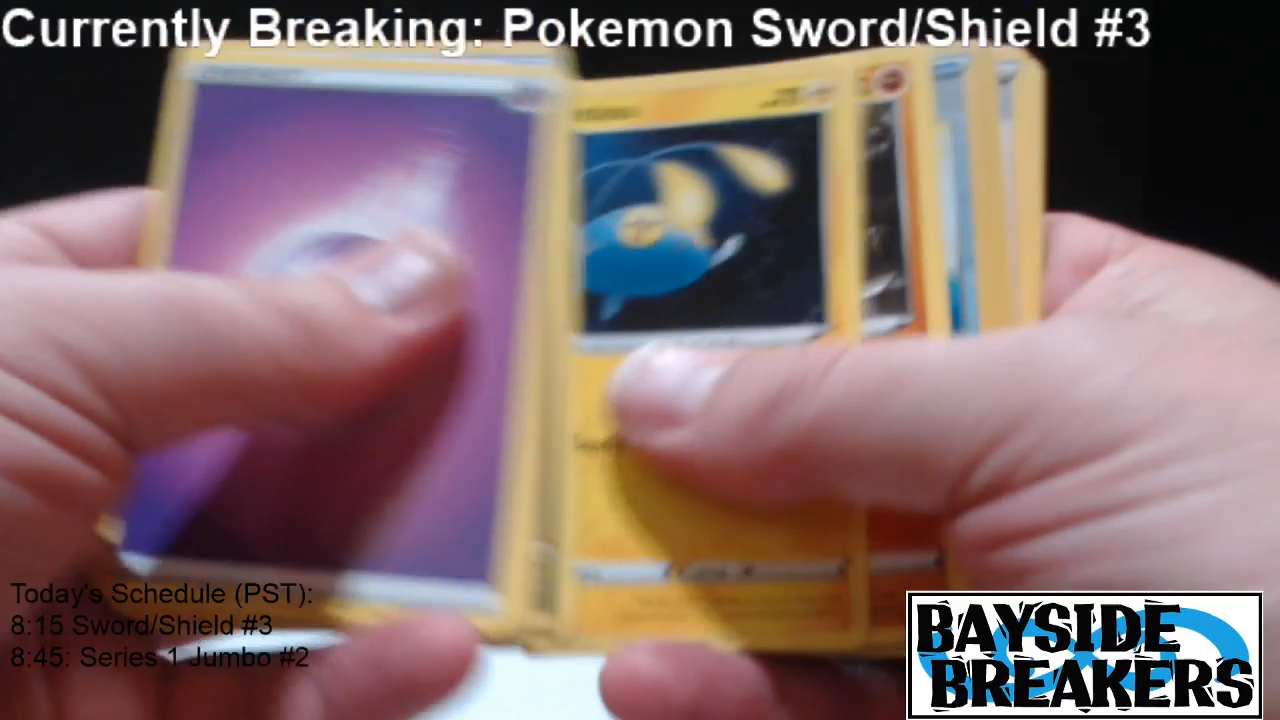 Currently Breaking: Pokemon Sword/Shield #3
Today's Schedule (PST):
8:15 Sword/Shield #3
8:45: Series 1 Jumbo #2
BAYSIDE
BREAKERS